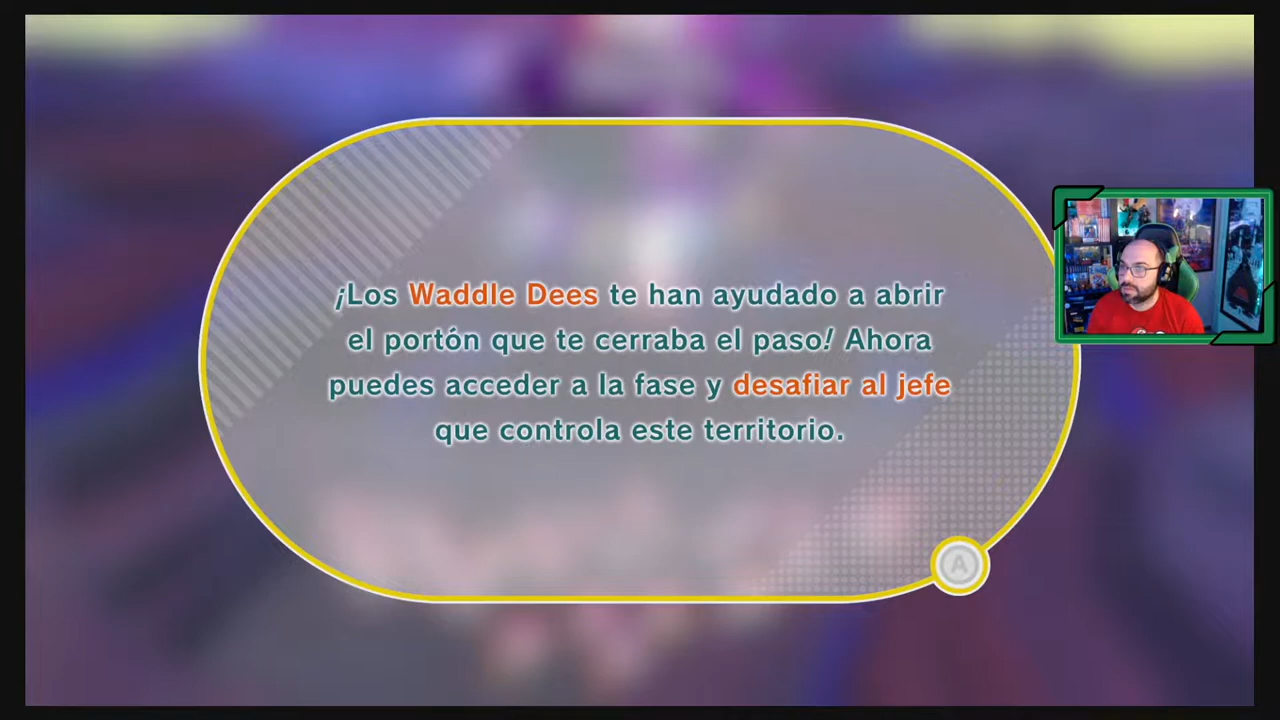 ¡Los Waddle Dees te han ayudado a abrir
el portón que te cerraba el paso! Ahora
puedes acceder a la fase y desafiar al jefe
que controla este territorio.
A